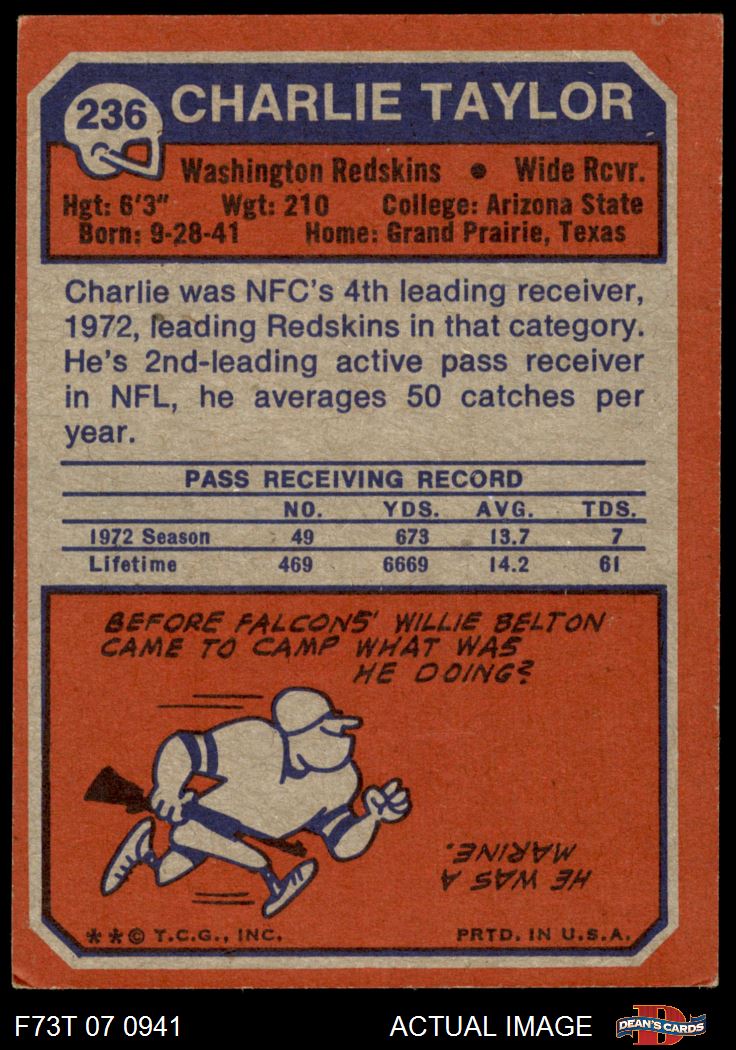 236 CHARLIE TAYLOR
Washington Redskins • Wide Rcvr.
Hgt: 6'3" Wgt: 210 College: Arizona State
Born: 9-28-41 Home: Grand Prairie, Texas
Charlie was NFC's 4th leading receiver,
1972, leading Redskins in that category.
He's 2nd-leading active pass receiver
in NFL, he averages 50 catches per
year.
PASS RECEIVING RECORD
NO. YDS. AVG. TDS.
1972 Season 49 673 13.7 7
Lifetime 469 6669 14.2 61
BEFORE FALCONS' WILLIE BELTON
CAME TO CAMP WHAT WAS
HE DOING?
HE WAS A
MARINE.
**© T.C.G., INC. PRTD. IN U.S.A.
F73T 07 0941 ACTUAL IMAGE D DEAN'S CARDS